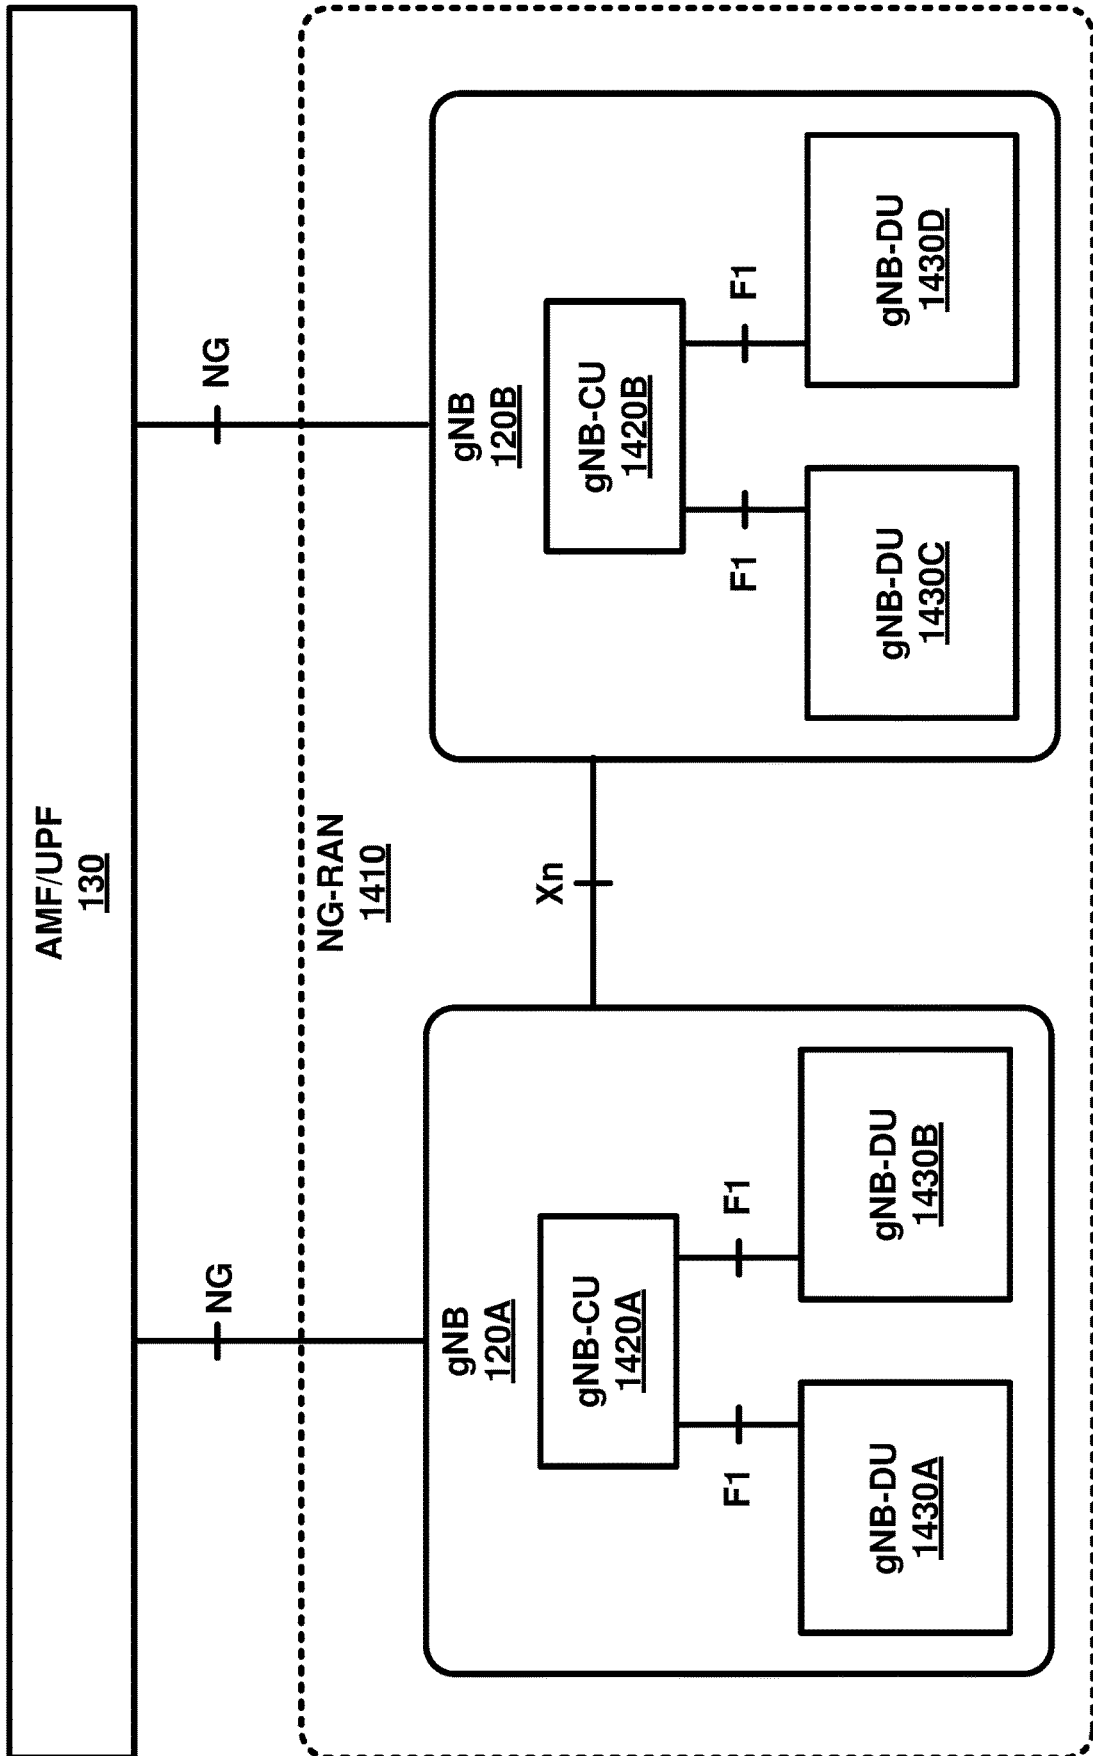 AMF/UPF
130
NG
NG
NG-RAN
1410
gNB
120A
gNB-CU
1420A
F1
F1
gNB-DU
1430A
gNB-DU
1430B
Xn
gNB
120B
gNB-CU
1420B
F1
F1
gNB-DU
1430C
gNB-DU
1430D